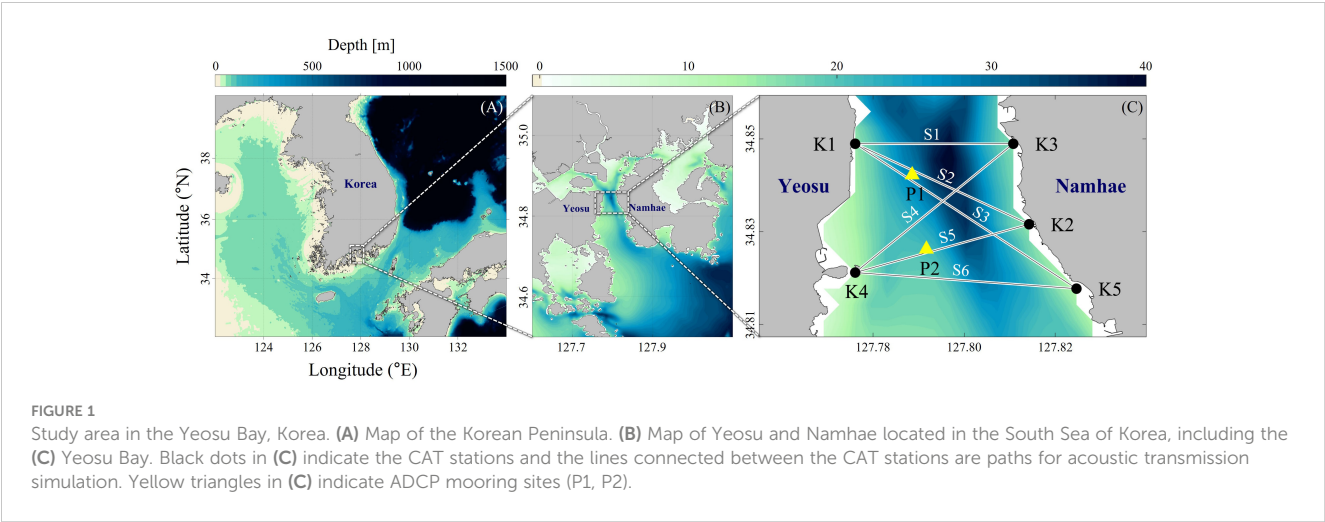 Depth [m]
0 500 1000 1500
0 10 20 30 40
(A)
Korea
38
36
34
Latitude (°N)
124 126 128 130 132
Longitude (°E)
(B)
Yeosu
Namhae
35.0
34.8
34.6
127.7 127.9
(C)
K1
S1
K3
Yeosu
P1
S2
Namhae
S4
S3
K2
S5
P2
K4
S6
K5
34.85
34.83
34.81
127.78 127.80 127.82
FIGURE 1
Study area in the Yeosu Bay, Korea. (A) Map of the Korean Peninsula. (B) Map of Yeosu and Namhae located in the South Sea of Korea, including the
(C) Yeosu Bay. Black dots in (C) indicate the CAT stations and the lines connected between the CAT stations are paths for acoustic transmission
simulation. Yellow triangles in (C) indicate ADCP mooring sites (P1, P2).